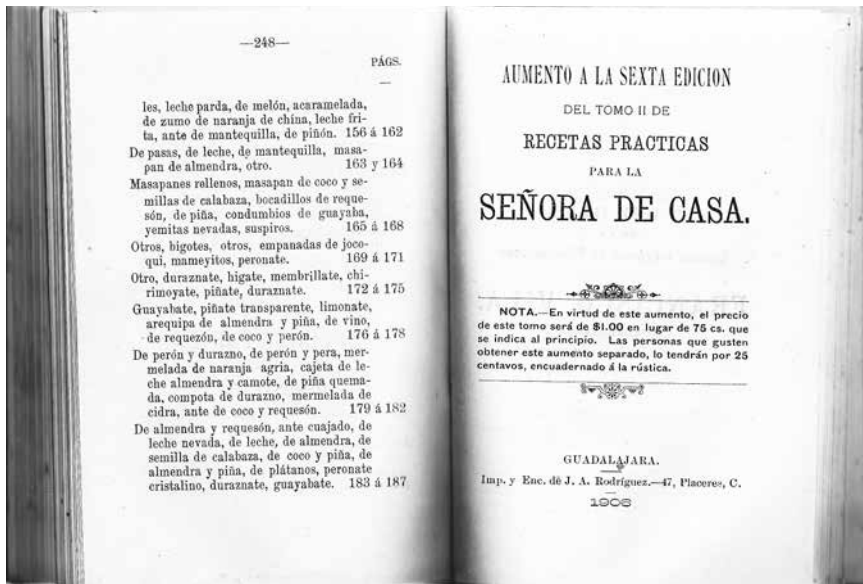 —248—
PÁGS.
les, leche parda, de melón, acaramelada,
de zumo de naranja de china, leche fri-
ta, ante de mantequilla, de piñón. 156 á 162
De pasas, de leche, de mantequilla, masa-
pan de almendra, otro. 163 y 164
Masapanes rellenos, masapan de coco y se-
millas de calabaza, bocadillos de reque-
són, de piña, condumbios de guayaba,
yemitas nevadas, suspiros. 165 á 168
Otros, bigotes, otros, empanadas de joco-
qui, mameyitos, peronate. 169 á 171
Otro, duraznate, higate, membrillate, chi-
rimoyate, piñate, duraznate. 172 á 175
Guayabate, piñate transparente, limonate,
arequipa de almendra y piña, de vino,
de requezón, de coco y perón. 176 á 178
De perón y durazno, de perón y pera, mer-
melada de naranja agria, cajeta de le-
che almendra y camote, de piña quema-
da, compota de durazno, mermelada de
cidra, ante de coco y requesón. 179 á 182
De almendra y requesón, ante cuajado, de
leche nevada, de leche, de almendra, de
semilla de calabaza, de coco y piña, de
almendra y piña, de plátanos, peronate
cristalino, duraznate, guayabate. 183 á 187
AUMENTO A LA SEXTA EDICION
DEL TOMO II DE
RECETAS PRACTICAS
PARA LA
SEÑORA DE CASA.
NOTA.—En virtud de este aumento, el precio
de este tomo será de $1.00 en lugar de 75 cs. que
se indica al principio. Las personas que gusten
obtener este aumento separado, lo tendrán por 25
centavos, encuadernado á la rústica.
GUADALAJARA.
Imp. y Enc. de J. A. Rodríguez.—47, Placeres, C.
1906